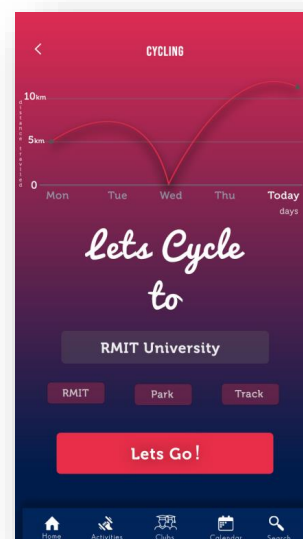 CYCLING
10km
5km
0
distance traviled
Mon Tue Wed Thu Today
days
Lets Cycle
to
RMIT University
RMIT Park Track
Lets Go!
Home Activities Clubs Calendar Search